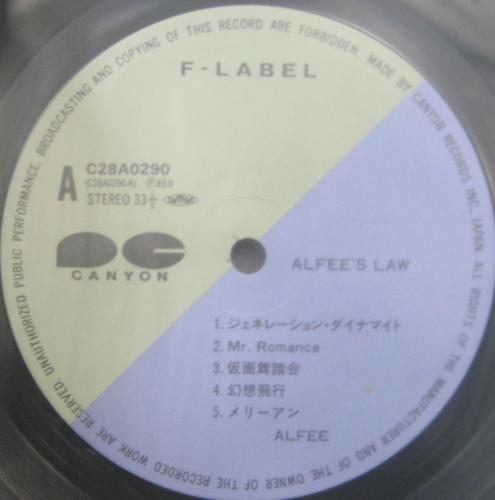 UNAUTHORIZED PUBLIC PERFORMANCE, BROADCASTING AND COPYING OF THIS RECORD ARE FORBIDDEN. MADE BY CANYON RECORDS INC, JAPAN ALL RIGHTS OF THE MANUFACTURER AND OF THE OWNER OF THE RECORDED WORK ARE RESERVED.
F-LABEL
A
C28A0290
(C28A0290-A) Ⓟ83.9
STEREO 33⅓
CANYON
ALFEE'S LAW
1. ジェネレーション・ダイナマイト
2. Mr. Romance
3. 仮面舞踏会
4. 幻想飛行
5. メリーアン
ALFEE